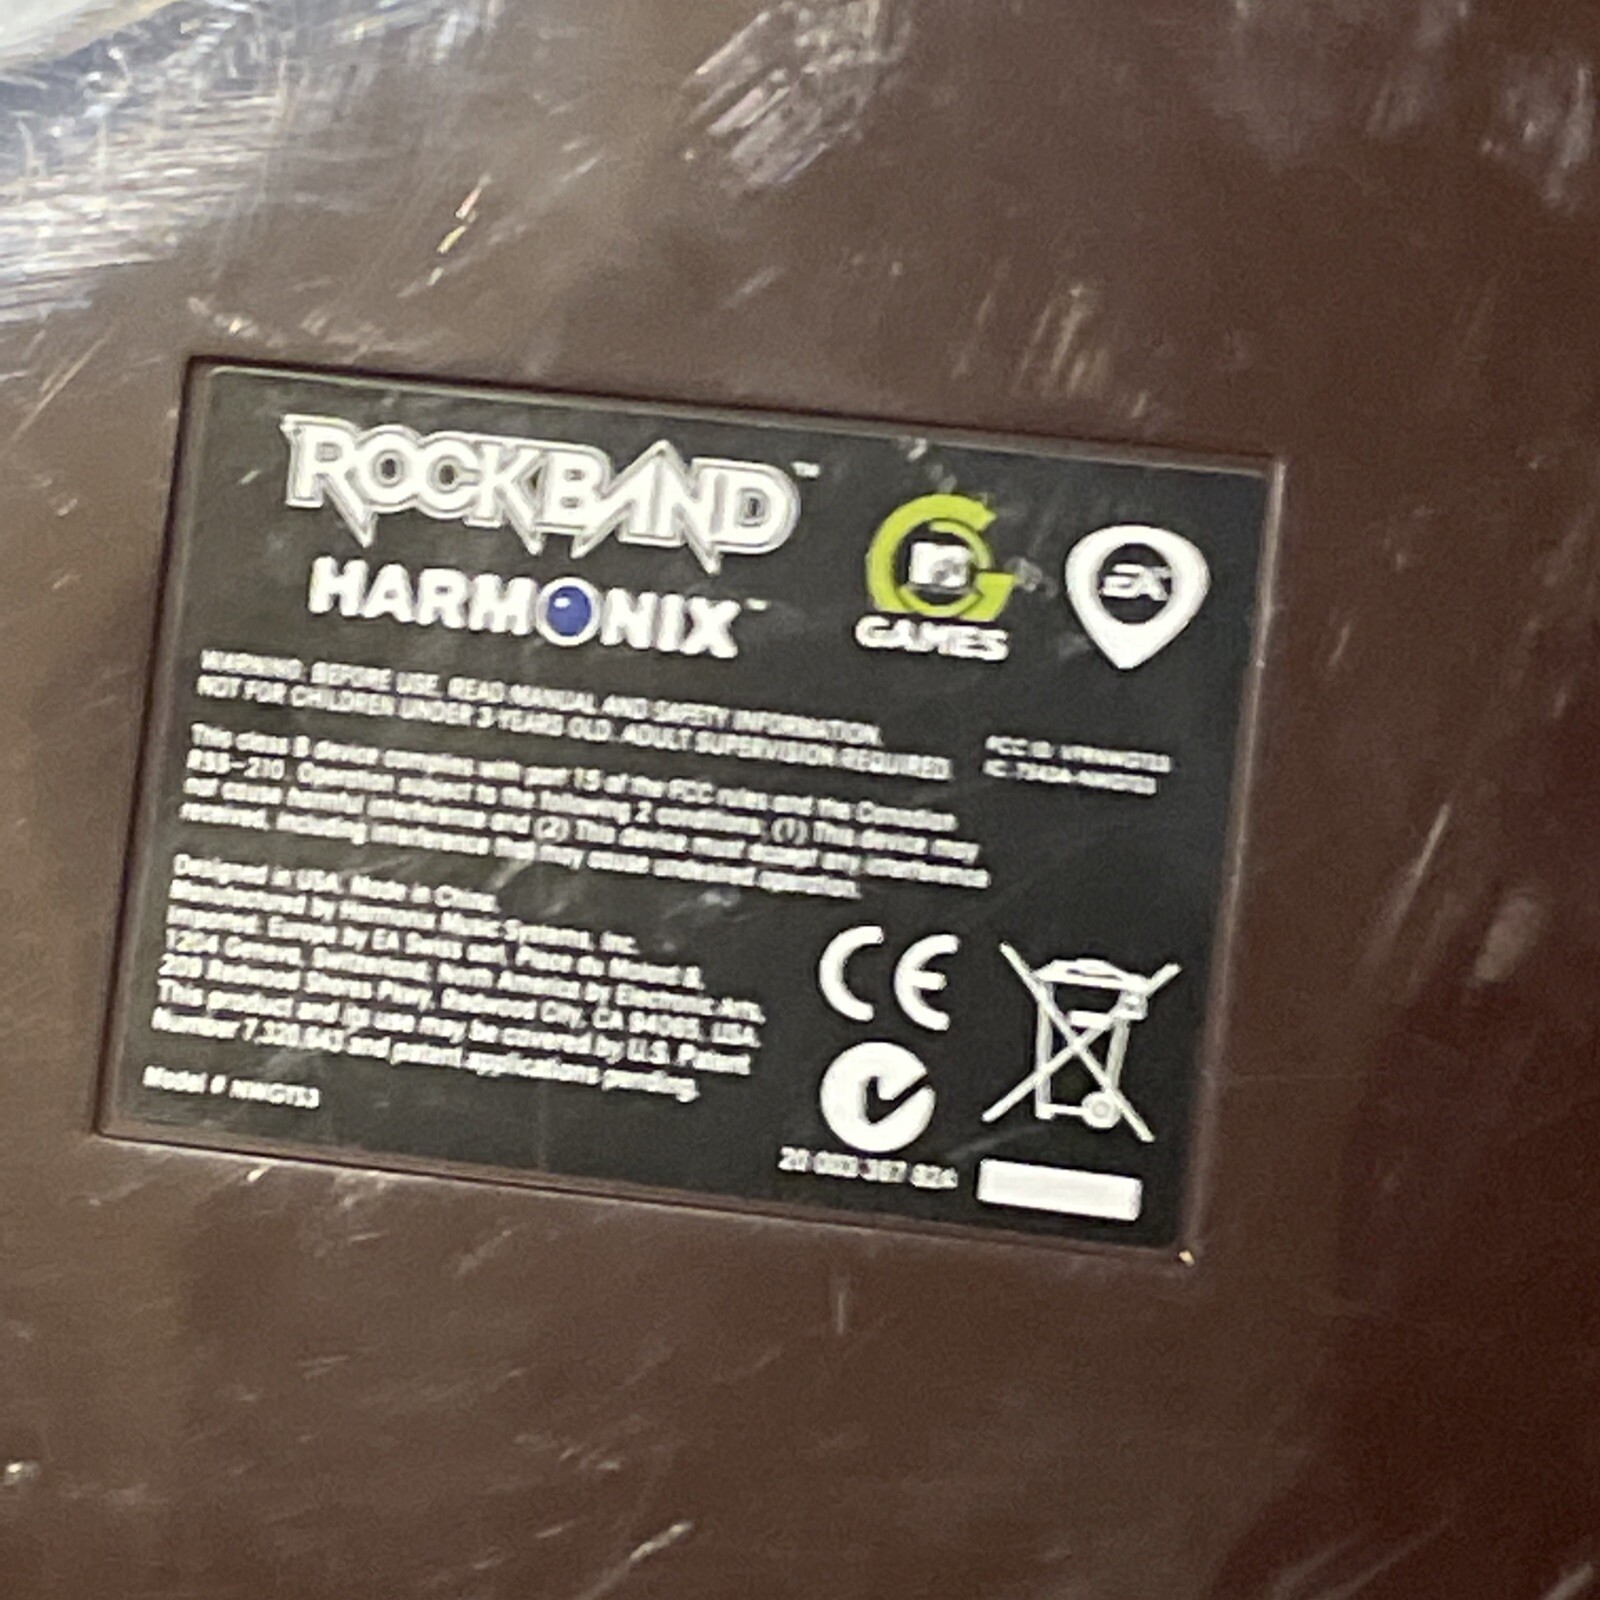 ROCKBAND™
HARMONIX™
GAMES
EA
WARNING: BEFORE USE, READ MANUAL AND SAFETY INFORMATION.
NOT FOR CHILDREN UNDER 3 YEARS OLD. ADULT SUPERVISION REQUIRED.
FCC ID:
This class B device complies with part 15 of the FCC rules and the Canadian
RSS-210. Operation subject to the following 2 conditions: (1) This device may
not cause harmful interference and (2) This device must accept any interference
received, including interference that may cause undesired operation.
Designed in USA. Made in China.
Manufactured by Harmonix Music Systems, Inc.
Imported, Europe by EA Swiss sarl, Place du Molard 8,
1204 Geneva, Switzerland; North America by Electronic Arts,
209 Redwood Shores Pkwy, Redwood City, CA 94065, USA.
This product and its use may be covered by U.S. Patent
Number 7,320,643 and patent applications pending.
Model # NWGTS3
CE